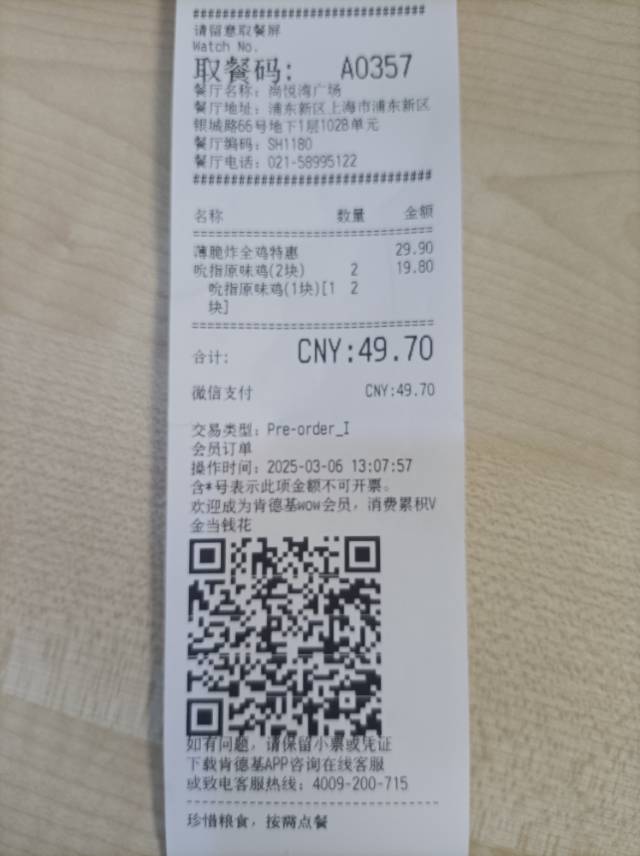 ##################################
请留意取餐屏
Watch No.
取餐码: A0357
餐厅名称: 尚悦湾广场
餐厅地址: 浦东新区上海市浦东新区
银城路66号地下1层102B单元
餐厅编码: SH1180
餐厅电话: 021-58995122
##################################
名称 数量 金额
==================================
薄脆炸全鸡特惠 29.90
吮指原味鸡(2块) 2 19.80
吮指原味鸡(1块)[1 2
块]
==================================
合计: CNY:49.70
微信支付 CNY:49.70
交易类型: Pre-order_I
会员订单
操作时间: 2025-03-06 13:07:57
含*号表示此项金额不可开票。
欢迎成为肯德基wow会员, 消费累积V
金当钱花
如有问题, 请保留小票或凭证
下载肯德基APP咨询在线客服
或致电客服热线: 4009-200-715
----------------------------------
珍惜粮食, 按需点餐